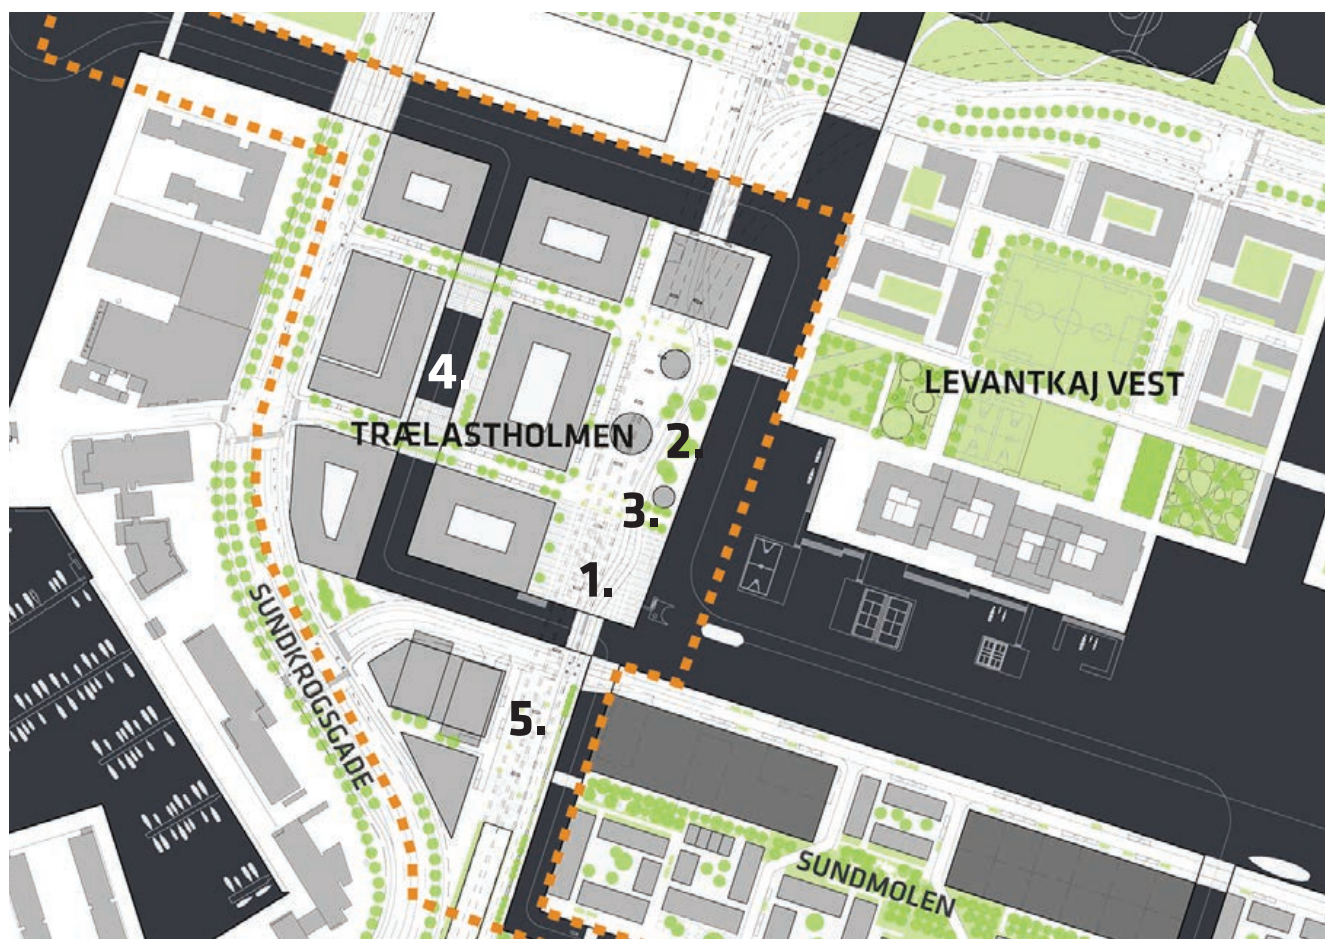 4.
LEVANTKAJ VEST
TRÆLASTHOLMEN
2.
3.
1.
SUNDKROGSGADE
5.
SUNDMOLEN